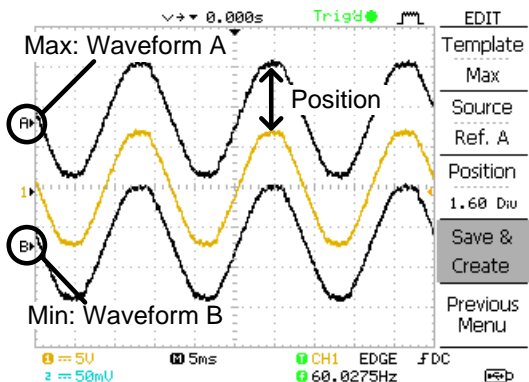 0.000s Trig'd EDIT
Max: Waveform A
Template
Max
Source
Ref. A
Position
A
Position
1.60 Div
1
Save &
Create
B
Min: Waveform B
Previous
Menu
1 5V M 5ms CH1 EDGE DC
2 50mV 60.0275Hz